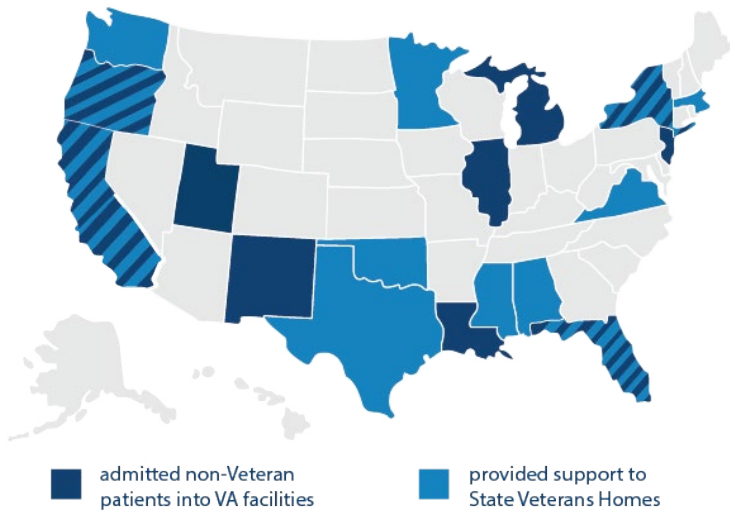 admitted non-Veteran
patients into VA facilities
provided support to
State Veterans Homes